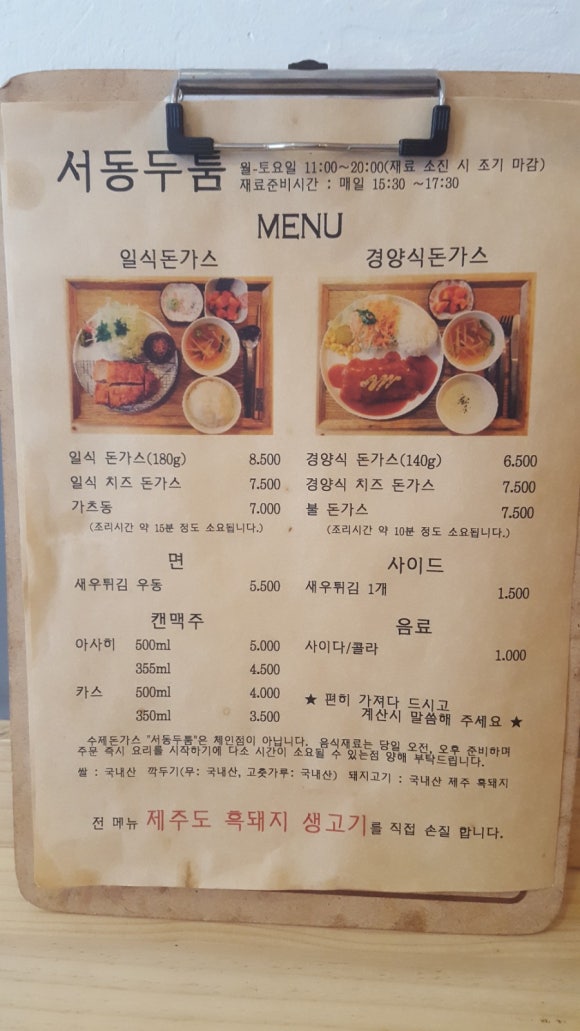 서동두툼
월-토요일 11:00~20:00(재료 소진 시 조기 마감)
재료준비시간 : 매일 15:30 ~17:30
MENU
일식돈가스
일식 돈가스(180g) 8.500
일식 치즈 돈가스 7.500
가츠동 7.000
(조리시간 약 15분 정도 소요됩니다.)
경양식돈가스
경양식 돈가스(140g) 6.500
경양식 치즈 돈가스 7.500
불 돈가스 7.500
(조리시간 약 10분 정도 소요됩니다.)
면
새우튀김 우동 5.500
사이드
새우튀김 1개 1.500
캔맥주
아사히 500ml 5.000
355ml 4.500
카스 500ml 4.000
350ml 3.500
음료
사이다/콜라 1.000
★ 편히 가져다 드시고
계산시 말씀해 주세요 ★
수제돈가스 "서동두툼"은 체인점이 아닙니다. 음식재료는 당일 오전, 오후 준비하며
주문 즉시 요리를 시작하기에 다소 시간이 소요될 수 있는점 양해 부탁드립니다.
쌀 : 국내산 깍두기(무: 국내산, 고춧가루: 국내산) 돼지고기 : 국내산 제주 흑돼지
전 메뉴 제주도 흑돼지 생고기를 직접 손질 합니다.